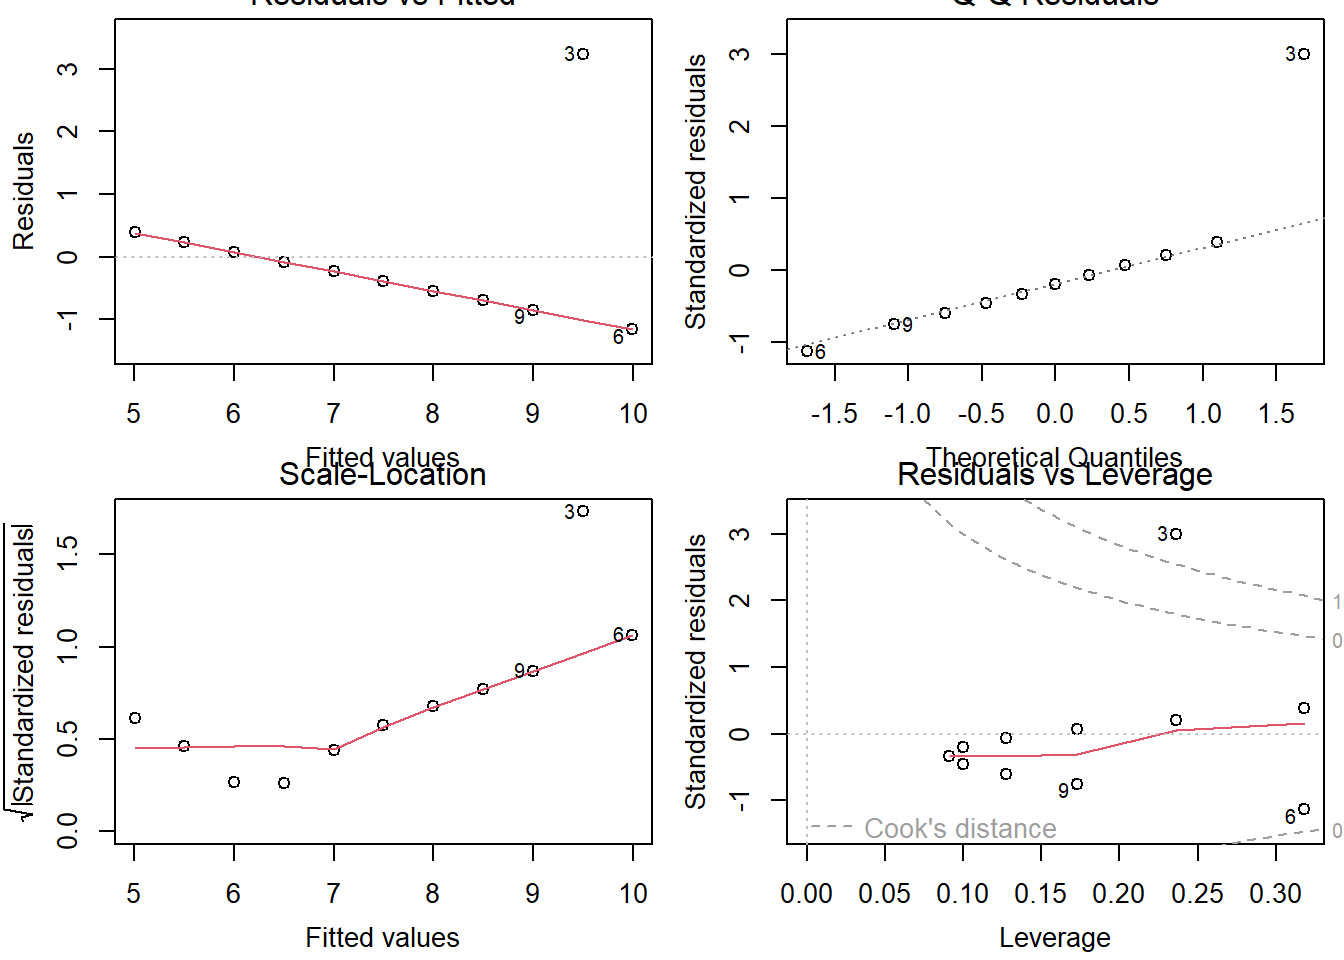 Residuals vs Fitted
Residuals
3
2
1
0
-1
3
9
6
5 6 7 8 9 10
Fitted values
Q-Q Residuals
Standardized residuals
3
2
1
0
-1
3
9
6
-1.5 -1.0 -0.5 0.0 0.5 1.0 1.5
Theoretical Quantiles
Scale-Location
√|Standardized residuals|
1.5
1.0
0.5
0.0
3
6
9
5 6 7 8 9 10
Fitted values
Residuals vs Leverage
Standardized residuals
3
2
1
0
-1
3
9
6
1
0
0
Cook's distance
0.00 0.05 0.10 0.15 0.20 0.25 0.30
Leverage